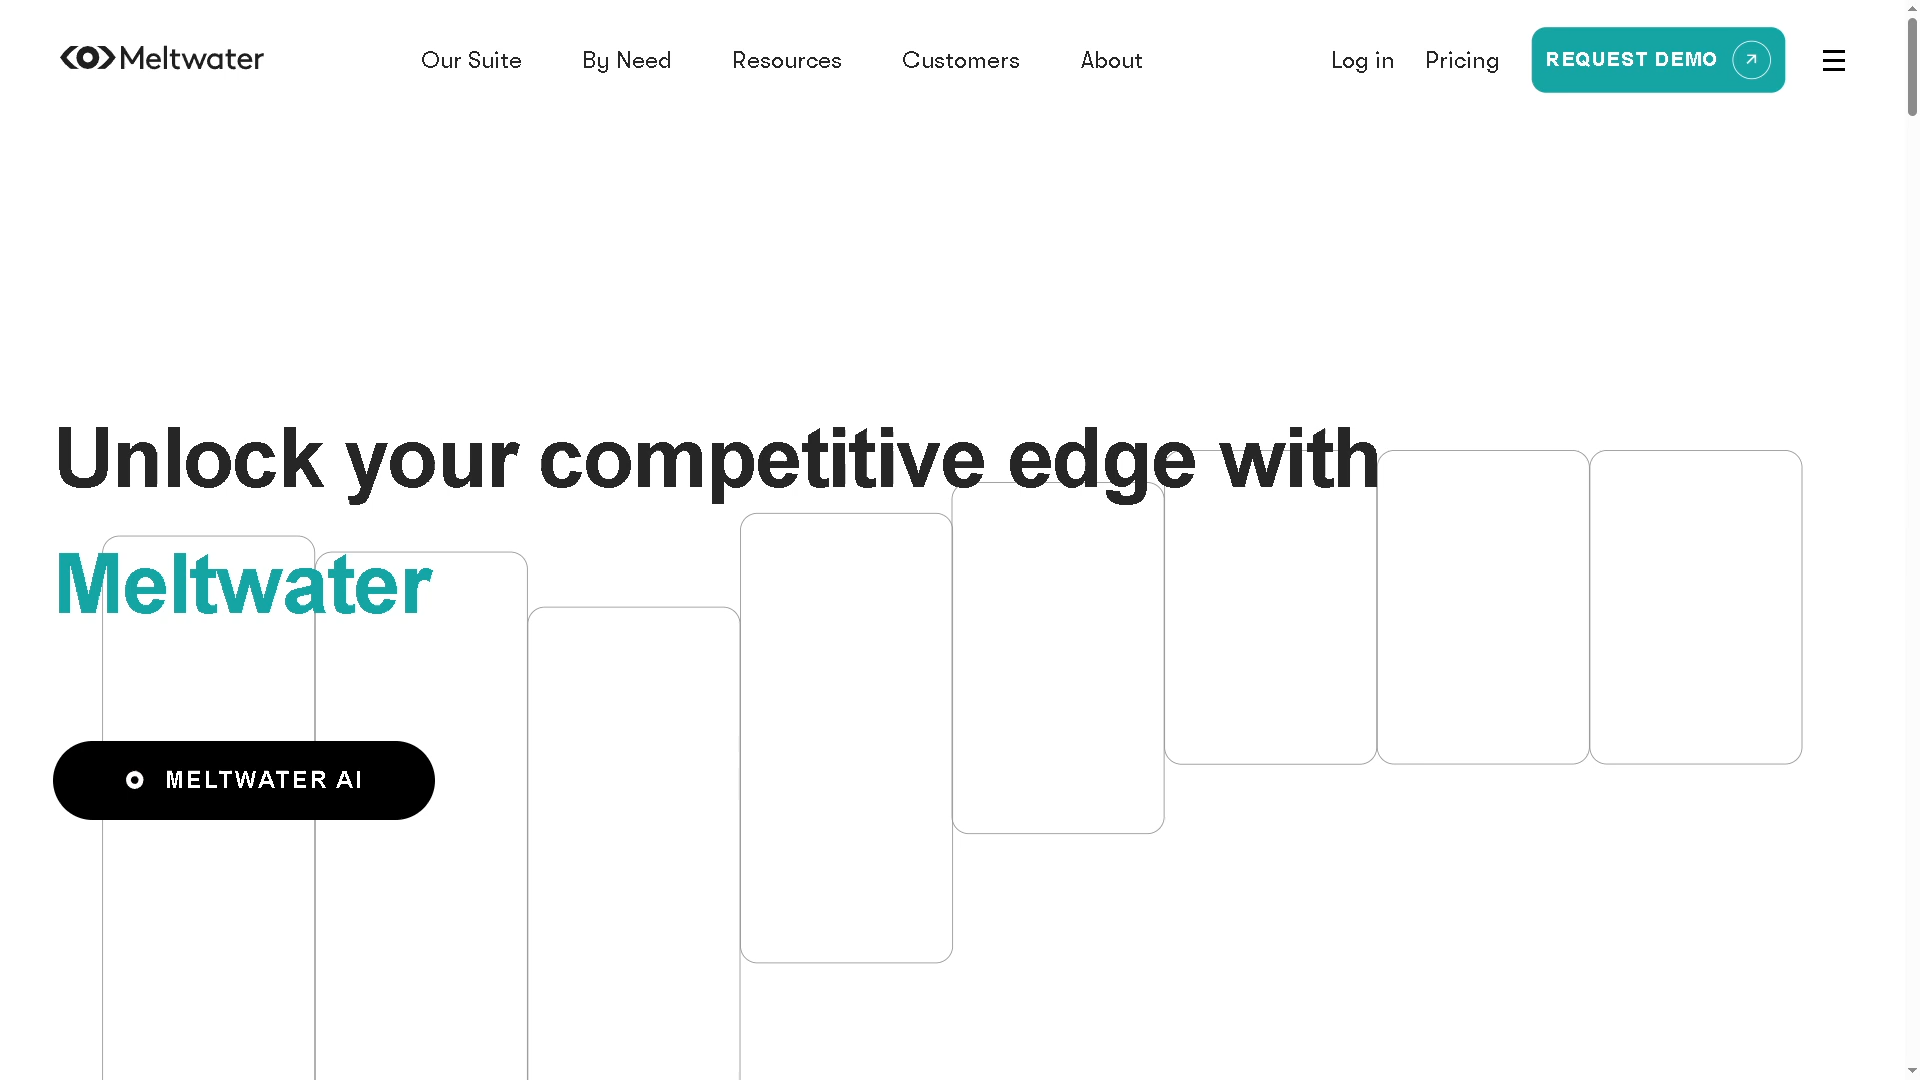 Meltwater
Our Suite
By Need
Resources
Customers
About
Log in
Pricing
REQUEST DEMO
Unlock your competitive edge with
Meltwater
MELTWATER AI